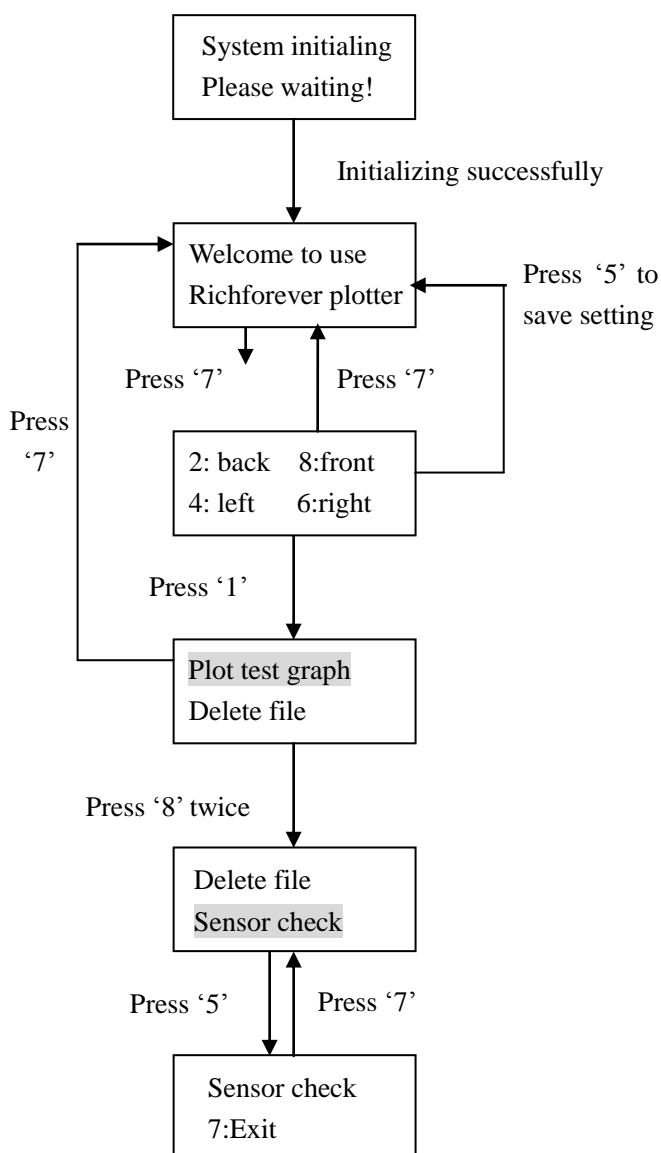 System initialing
Please waiting!
Initializing successfully
Welcome to use
Richforever plotter
Press ‘5’ to
save setting
Press ‘7’
Press ‘7’
Press
‘7’
2: back 8:front
4: left 6:right
Press ‘1’
Plot test graph
Delete file
Press ‘8’ twice
Delete file
Sensor check
Press ‘5’
Press ‘7’
Sensor check
7:Exit